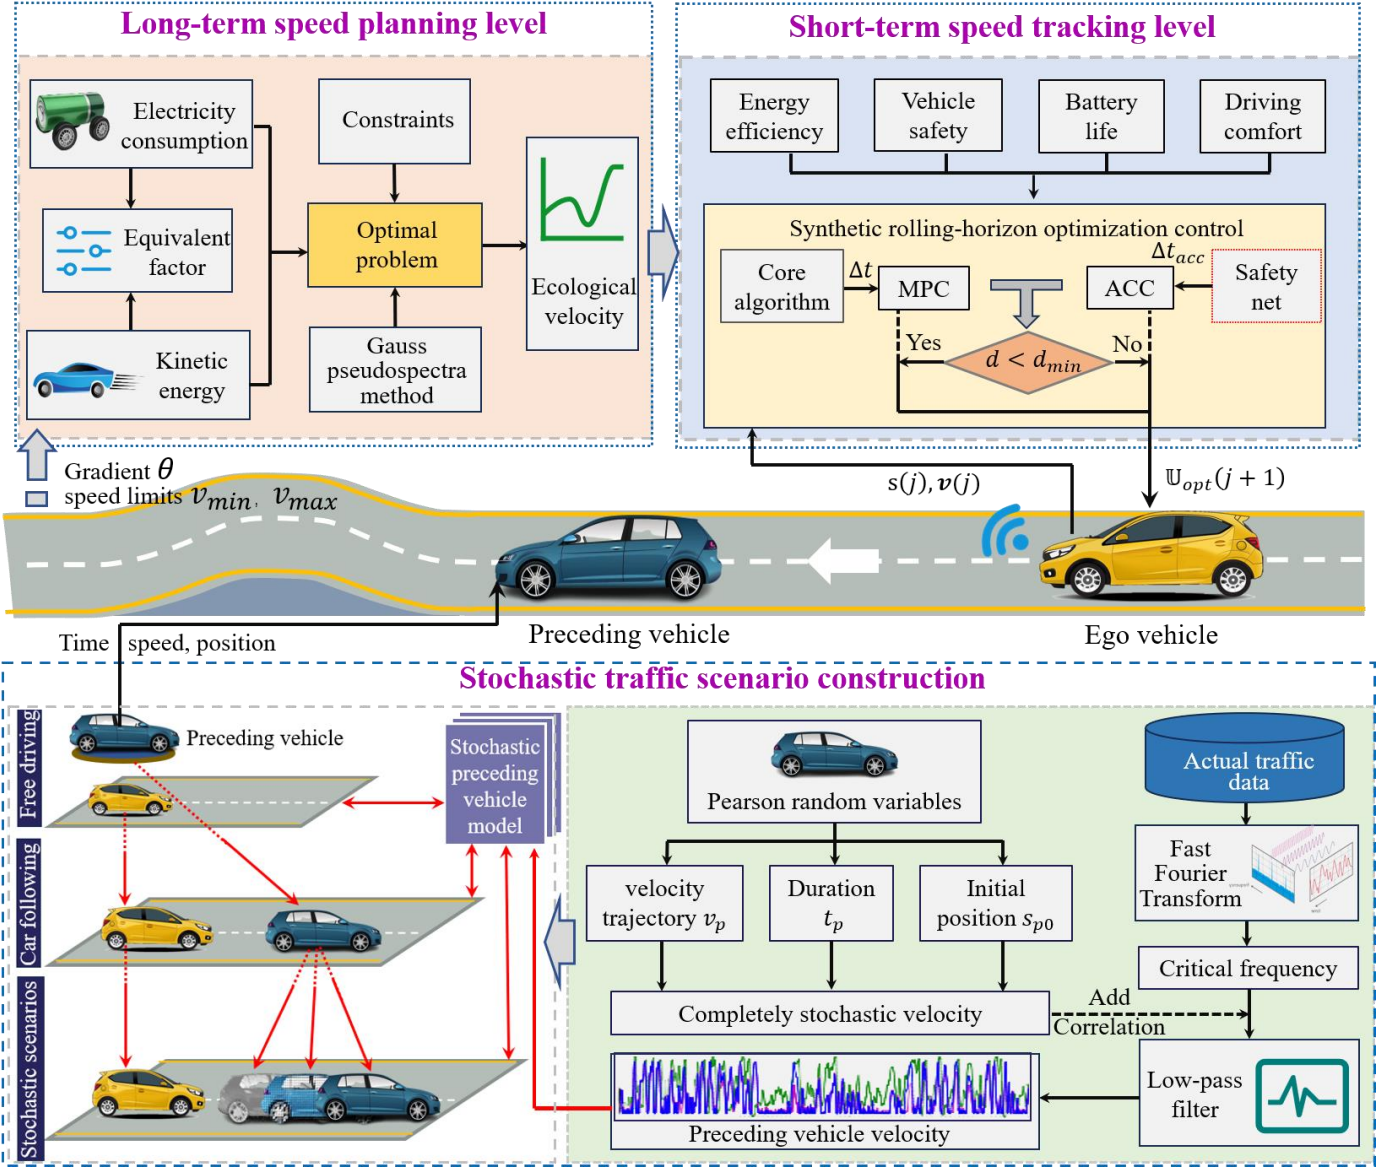 Long-term speed planning level
Electricity
consumption
Constraints
Equivalent
factor
Optimal
problem
Ecological
velocity
Kinetic
energy
Gauss
pseudospectra
method
Short-term speed tracking level
Energy
efficiency
Vehicle
safety
Battery
life
Driving
comfort
Synthetic rolling-horizon optimization control
Core
algorithm
Δt
MPC
ACC
Δt_acc
Safety
net
Yes
d < d_min
No
Gradient θ
speed limits v_min, v_max
s(j), v(j)
𝕌_opt(j + 1)
Preceding vehicle
Ego vehicle
Time speed, position
Stochastic traffic scenario construction
Free driving
Preceding vehicle
Stochastic
preceding
vehicle
model
Car following
Stochastic scenarios
Pearson random variables
velocity
trajectory v_p
Duration
t_p
Initial
position s_p0
Completely stochastic velocity
Add
Correlation
Preceding vehicle velocity
Actual traffic
data
Fast
Fourier
Transform
Critical frequency
Low-pass
filter